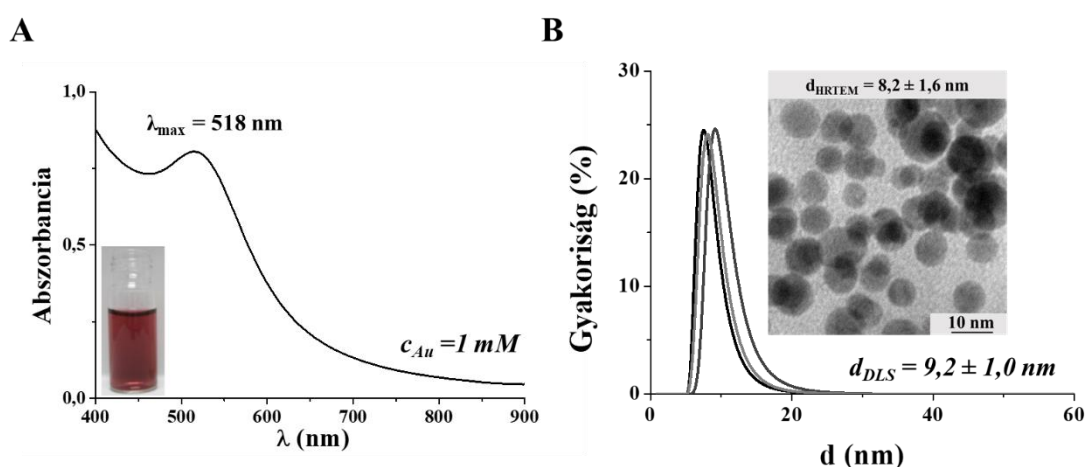 A
1,0
0,5
0,0
Abszorbancia
λmax = 518 nm
cAu =1 mM
400 500 600 700 800 900
λ (nm)
B
30
20
10
0
Gyakoriság (%)
dHRTEM = 8,2 ± 1,6 nm
10 nm
dDLS = 9,2 ± 1,0 nm
0 20 40 60
d (nm)